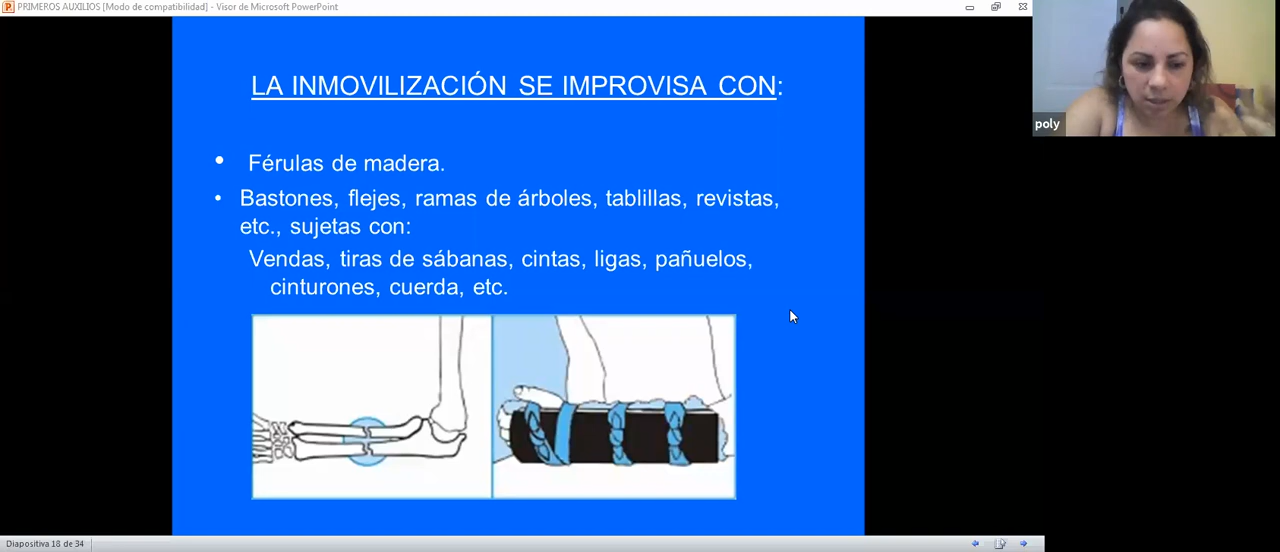 PRIMEROS AUXILIOS [Modo de compatibilidad] - Visor de Microsoft PowerPoint
LA INMOVILIZACIÓN SE IMPROVISA CON:
• Férulas de madera.
• Bastones, flejes, ramas de árboles, tablillas, revistas,
etc., sujetas con:
Vendas, tiras de sábanas, cintas, ligas, pañuelos,
cinturones, cuerda, etc.
poly
Diapositiva 18 de 34